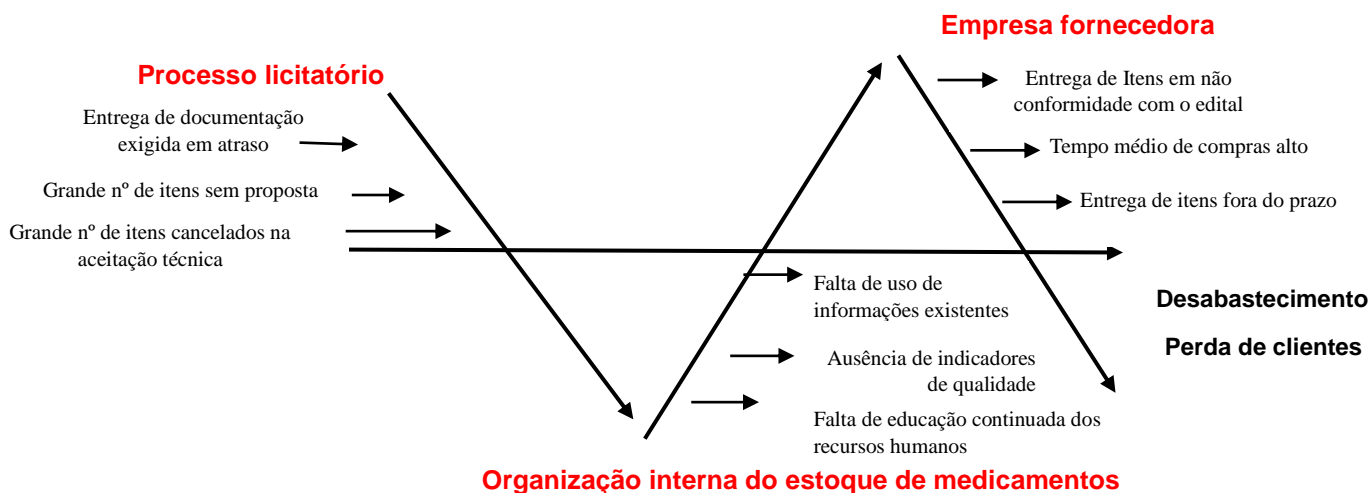 Processo licitatório
Entrega de documentação
exigida em atraso
Grande nº de itens sem proposta
Grande nº de itens cancelados na
aceitação técnica
Empresa fornecedora
Entrega de Itens em não
conformidade com o edital
Tempo médio de compras alto
Entrega de itens fora do prazo
Falta de uso de
informações existentes
Ausência de indicadores
de qualidade
Falta de educação continuada dos
recursos humanos
Organização interna do estoque de medicamentos
Desabastecimento
Perda de clientes